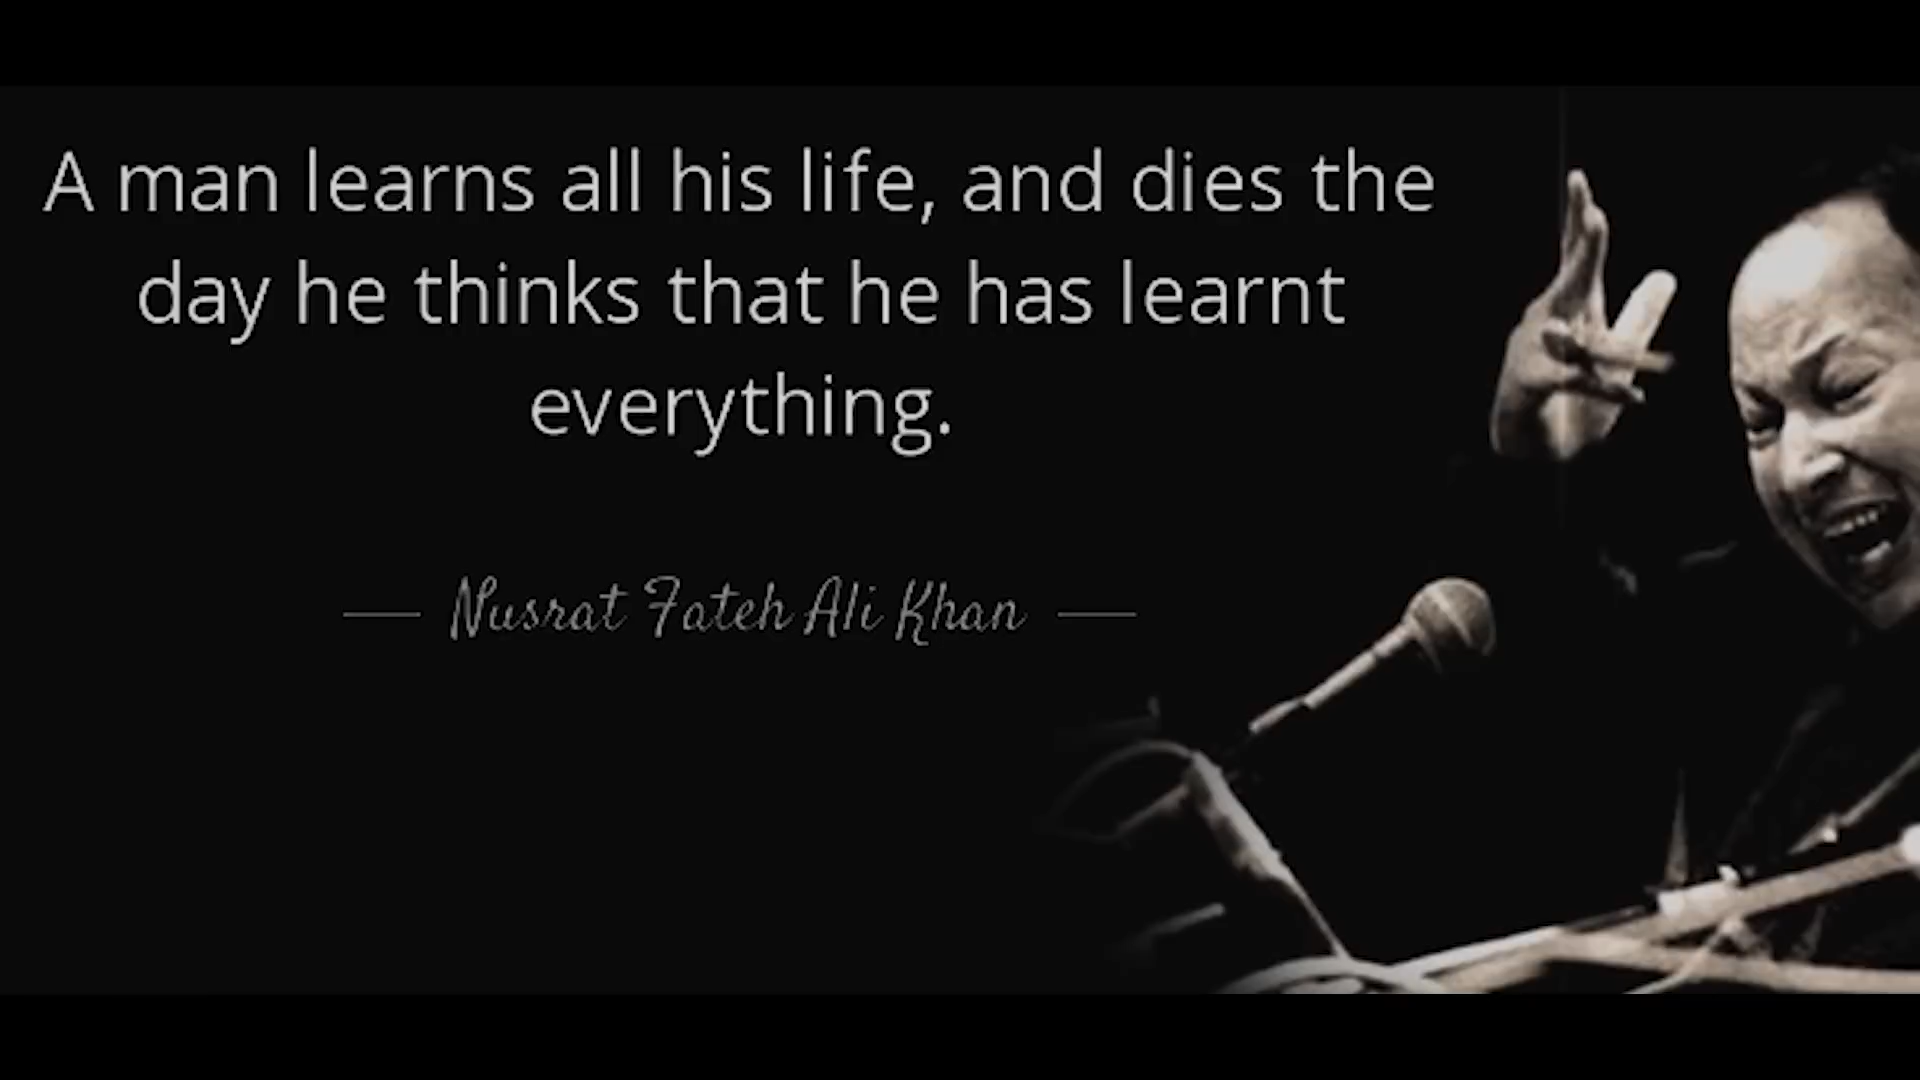 A man learns all his life, and dies the
day he thinks that he has learnt
everything.
— Nusrat Fateh Ali Khan —